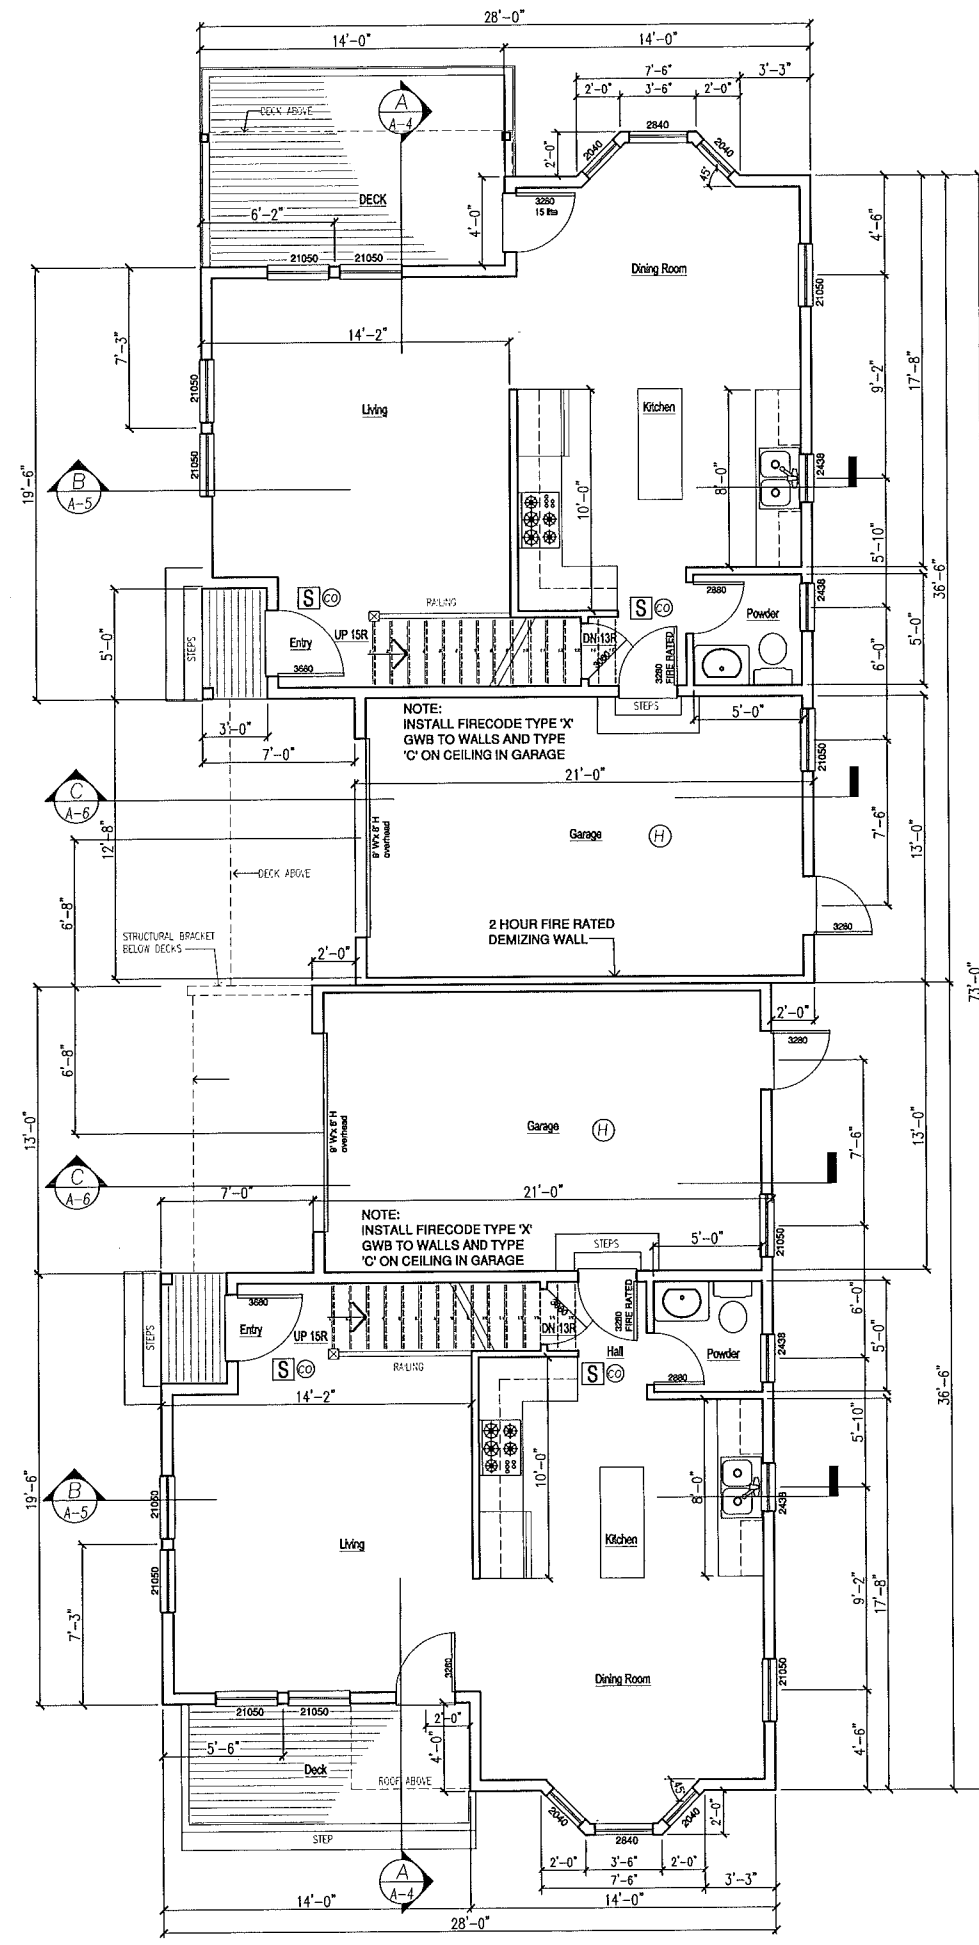 28'-0"
14'-0"
14'-0"
7'-6"
3'-3"
2'-0"
3'-6"
2'-0"
A
A-4
DECK ABOVE
2'-0"
2040
2840
2040
45°
DECK
6'-2"
4'-0"
3280
15 lite
4'-6"
21050
21050
Dining Room
21050
14'-2"
7'-3"
9'-2"
17'-8"
21050
Living
Kitchen
19'-6"
B
A-5
21050
10'-0"
8'-0"
2438
5'-10"
36'-6"
STEPS
S
CO
RAILING
S
CO
2880
Powder
2438
5'-0"
Entry
UP 15R
DN 13R
3080
3280
FIRE RATED
6'-0"
5'-0"
3680
STEPS
3'-0"
7'-0"
NOTE:
INSTALL FIRECODE TYPE 'X'
GWB TO WALLS AND TYPE
'C' ON CEILING IN GARAGE
5'-0"
21050
21'-0"
C
A-6
12'-8"
9' W x 8' H
overhead
Garage
H
7'-6"
13'-0"
DECK ABOVE
6'-8"
STRUCTURAL BRACKET
BELOW DECKS
2 HOUR FIRE RATED
DEMIZING WALL
3280
2'-0"
73'-0"
2'-0"
3280
6'-8"
13'-0"
9' W x 8' H
overhead
Garage
H
7'-6"
13'-0"
C
A-6
7'-0"
21'-0"
NOTE:
INSTALL FIRECODE TYPE 'X'
GWB TO WALLS AND TYPE
'C' ON CEILING IN GARAGE
STEPS
5'-0"
21050
STEPS
3680
Entry
UP 15R
DN 13R
3080
3280
FIRE RATED
Hall
Powder
2438
6'-0"
5'-0"
S
CO
RAILING
S
CO
2880
14'-2"
36'-6"
5'-10"
19'-6"
B
A-5
21050
10'-0"
8'-0"
2438
Living
Kitchen
21050
7'-3"
9'-2"
17'-8"
3280
Dining Room
21050
21050
21050
2'-0"
5'-6"
4'-0"
4'-6"
Deck
ROOF ABOVE
45°
2040
2840
2040
2'-0"
STEP
2'-0"
3'-6"
2'-0"
A
A-4
7'-6"
3'-3"
14'-0"
14'-0"
28'-0"